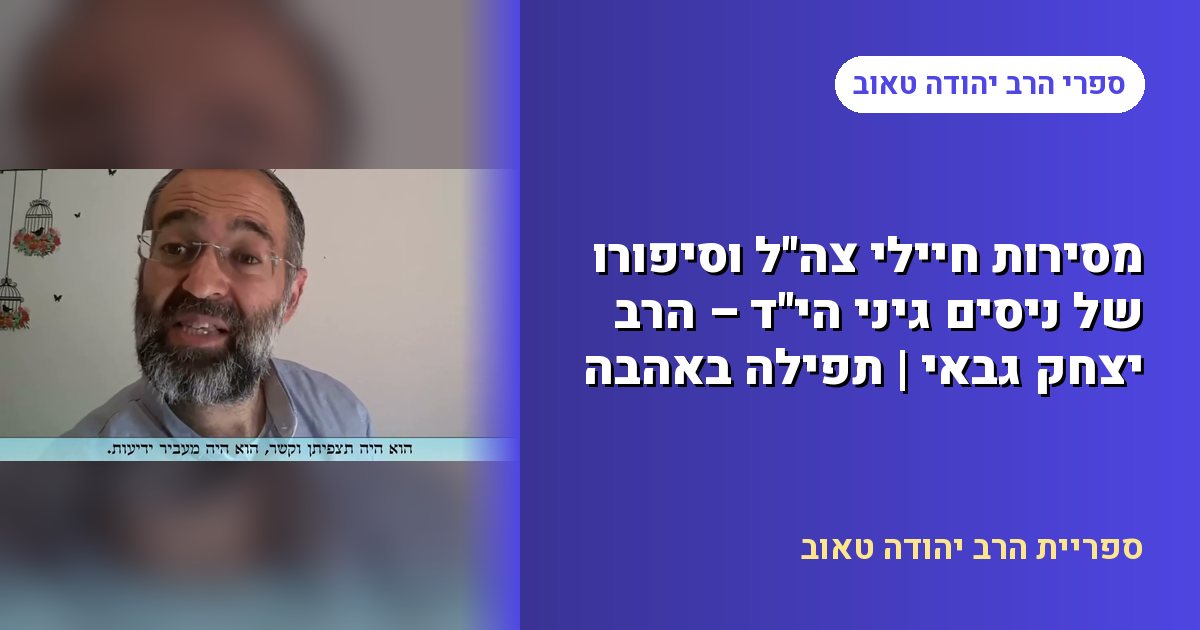 ספרי הרב יהודה טאוב
מסירות חיילי צה"ל וסיפורו
של ניסים גיני הי"ד – הרב
יצחק גבאי | תפילה באהבה
הוא היה תצפיתן וקשר, הוא היה מעביר ידיעות.
ספריית הרב יהודה טאוב